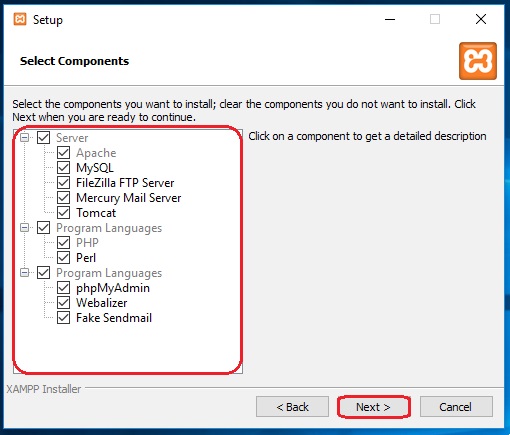 Setup
Select Components
Select the components you want to install; clear the components you do not want to install. Click
Next when you are ready to continue.
Server
Apache
MySQL
FileZilla FTP Server
Mercury Mail Server
Tomcat
Program Languages
PHP
Perl
Program Languages
phpMyAdmin
Webalizer
Fake Sendmail
Click on a component to get a detailed description
XAMPP Installer
< Back
Next >
Cancel